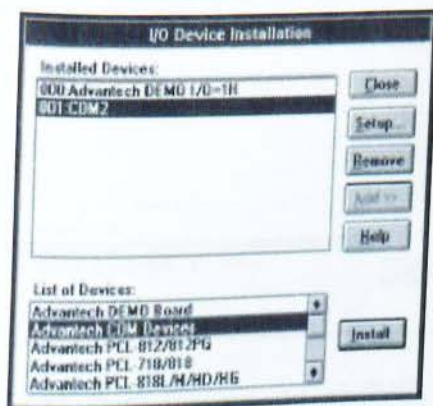 I/O Device Installation
Installed Devices:
000 Advantech DEMO I/O=1H
001:COM2
Close
Setup...
Remove
Add >>
Help
List of Devices:
Advantech DEMO Board
Advantech COM Devices
Advantech PCL-812/812PG
Advantech PCL-718/818
Advantech PCL-818L/H/HD/HG
Install